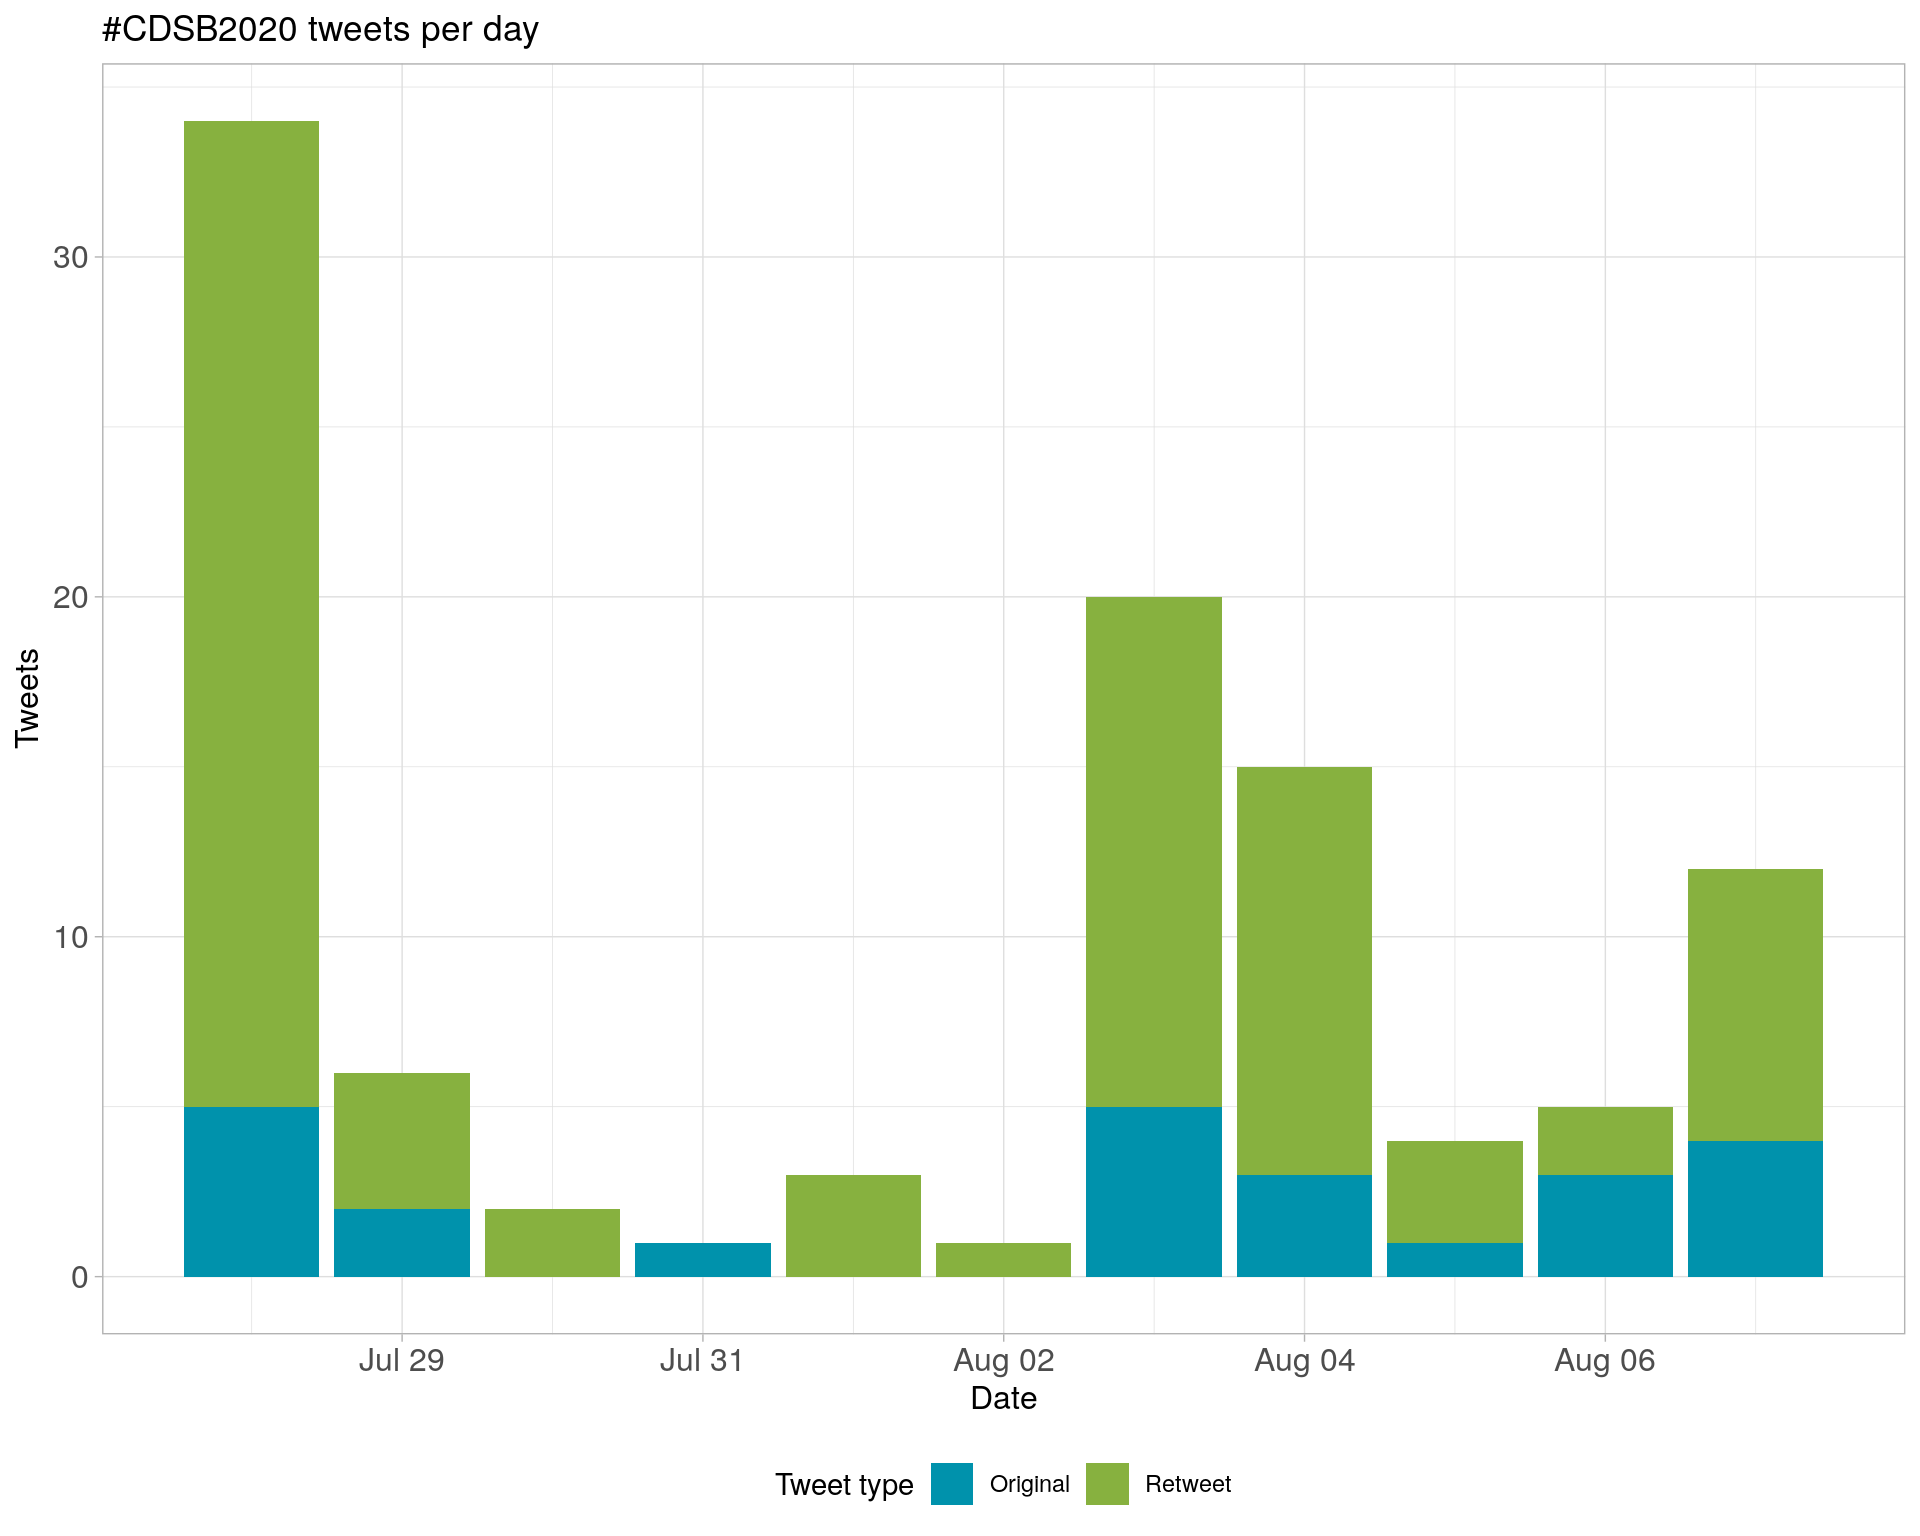 #CDSB2020 tweets per day
30
20
10
0
Tweets
Jul 29
Jul 31
Aug 02
Aug 04
Aug 06
Date
Tweet type
Original
Retweet